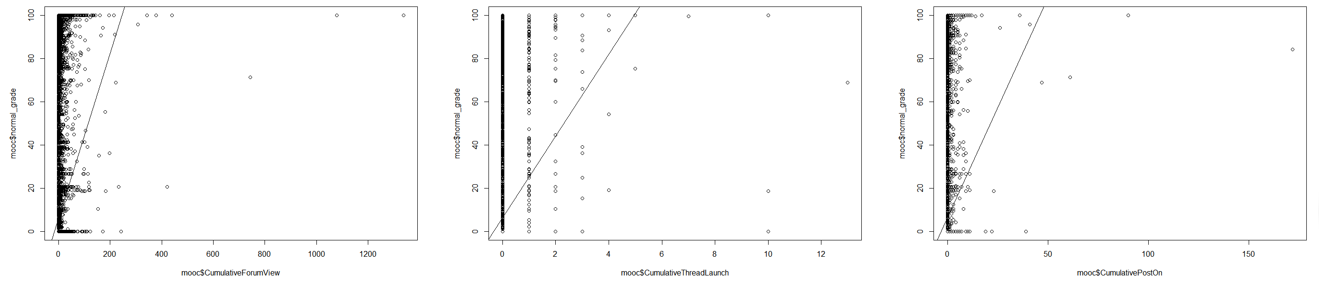 100
80
60
40
20
0
mooc$normal_grade
0 200 400 600 800 1000 1200
mooc$CumulativeForumView
100
80
60
40
20
0
mooc$normal_grade
0 2 4 6 8 10 12
mooc$CumulativeThreadLaunch
100
80
60
40
20
0
mooc$normal_grade
0 50 100 150
mooc$CumulativePostOn